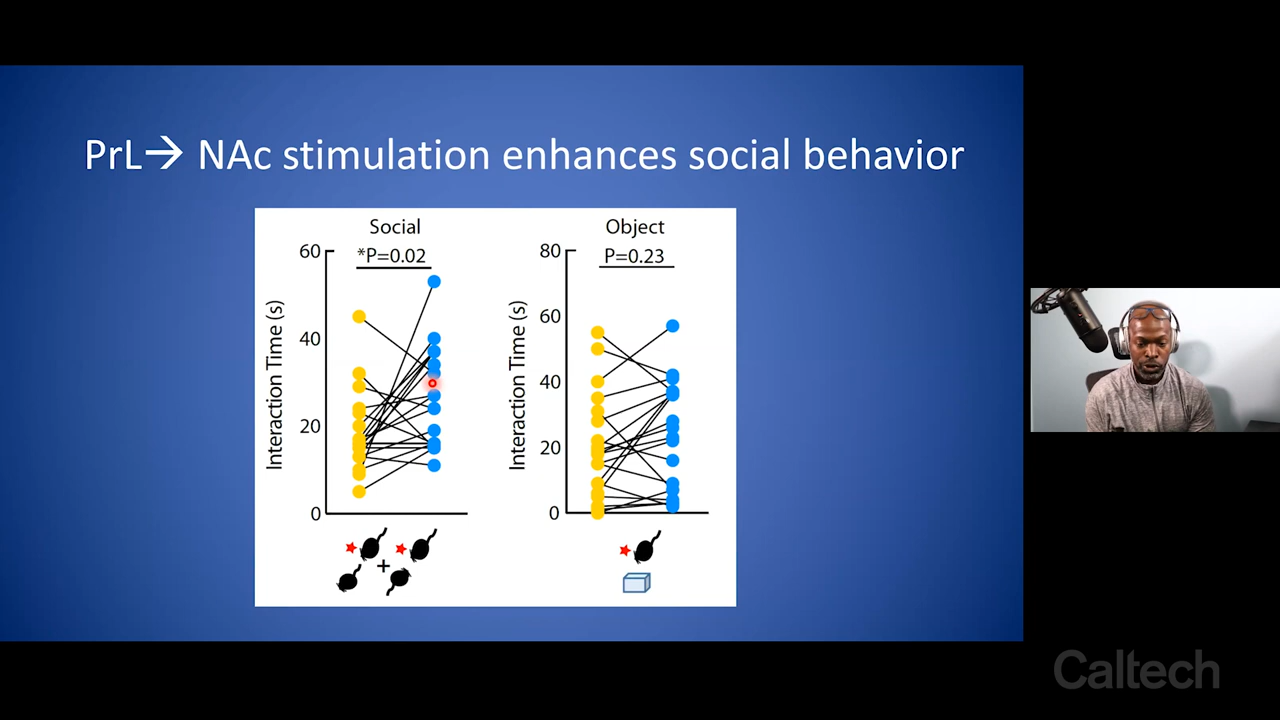 PrL→ NAc stimulation enhances social behavior
Social
*P=0.02
60
40
20
0
Interaction Time (s)
+
Object
P=0.23
80
60
40
20
0
Interaction Time (s)
Caltech